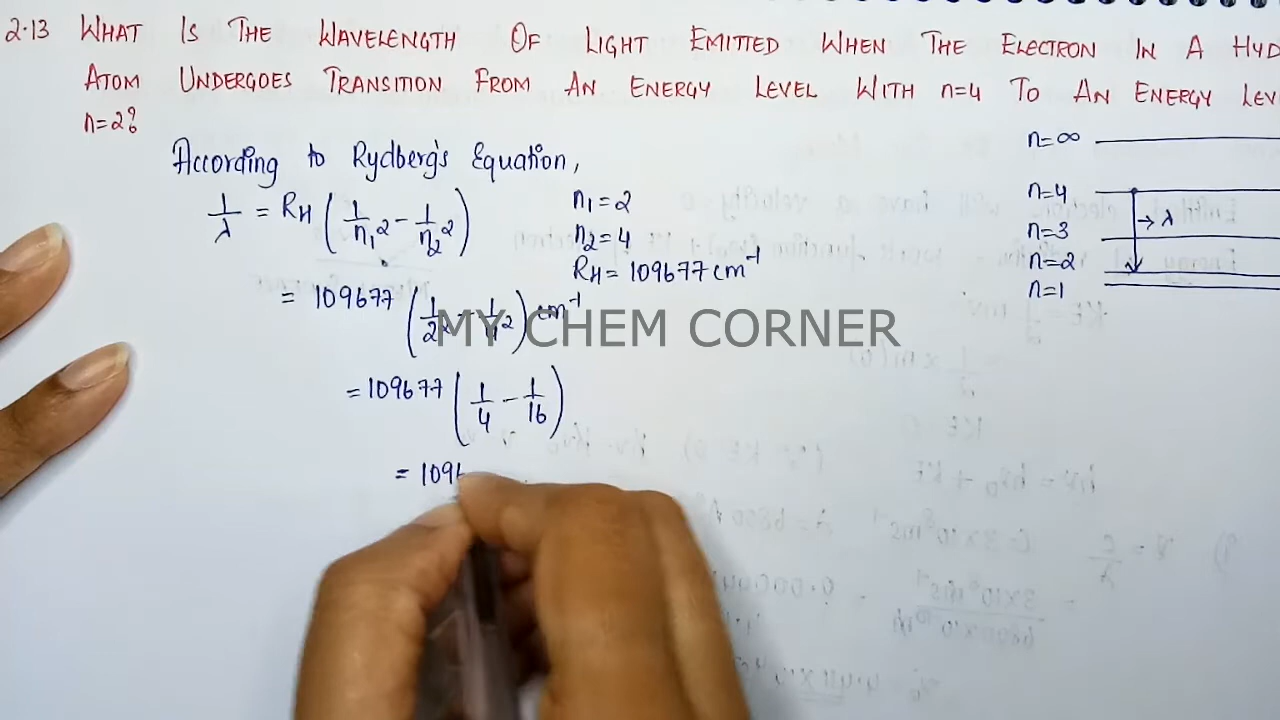 2.13 WHAT IS THE WAVELENGTH OF LIGHT EMITTED WHEN THE ELECTRON IN A HYD
ATOM UNDERGOES TRANSITION FROM AN ENERGY LEVEL WITH n=4 TO AN ENERGY LEV
n=2?
According to Rydberg's Equation,
1/λ = RH (1/n₁² - 1/n₂²)
n₁ = 2
n₂ = 4
RH = 109677 cm⁻¹
= 109677 (1/2² - 1/4²) cm⁻¹
= 109677 (1/4 - 1/16)
= 1096
n=∞
n=4
→ λ
n=3
n=2
n=1
MY CHEM CORNER